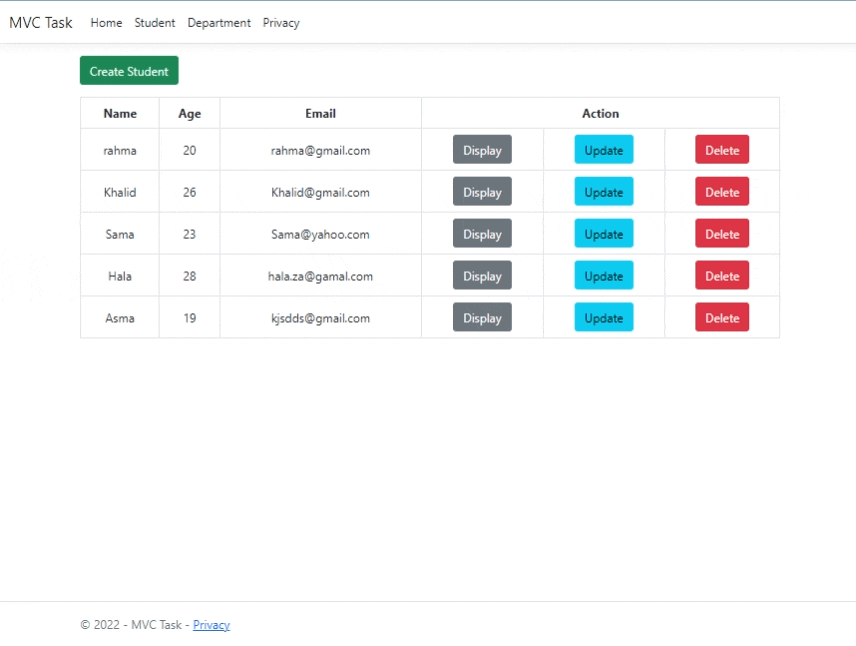 MVC Task Home Student Department Privacy
Create Student
Name Age Email Action
rahma 20 rahma@gmail.com Display Update Delete
Khalid 26 Khalid@gmail.com Display Update Delete
Sama 23 Sama@yahoo.com Display Update Delete
Hala 28 hala.za@gamal.com Display Update Delete
Asma 19 kjsdds@gmail.com Display Update Delete
© 2022 - MVC Task - Privacy